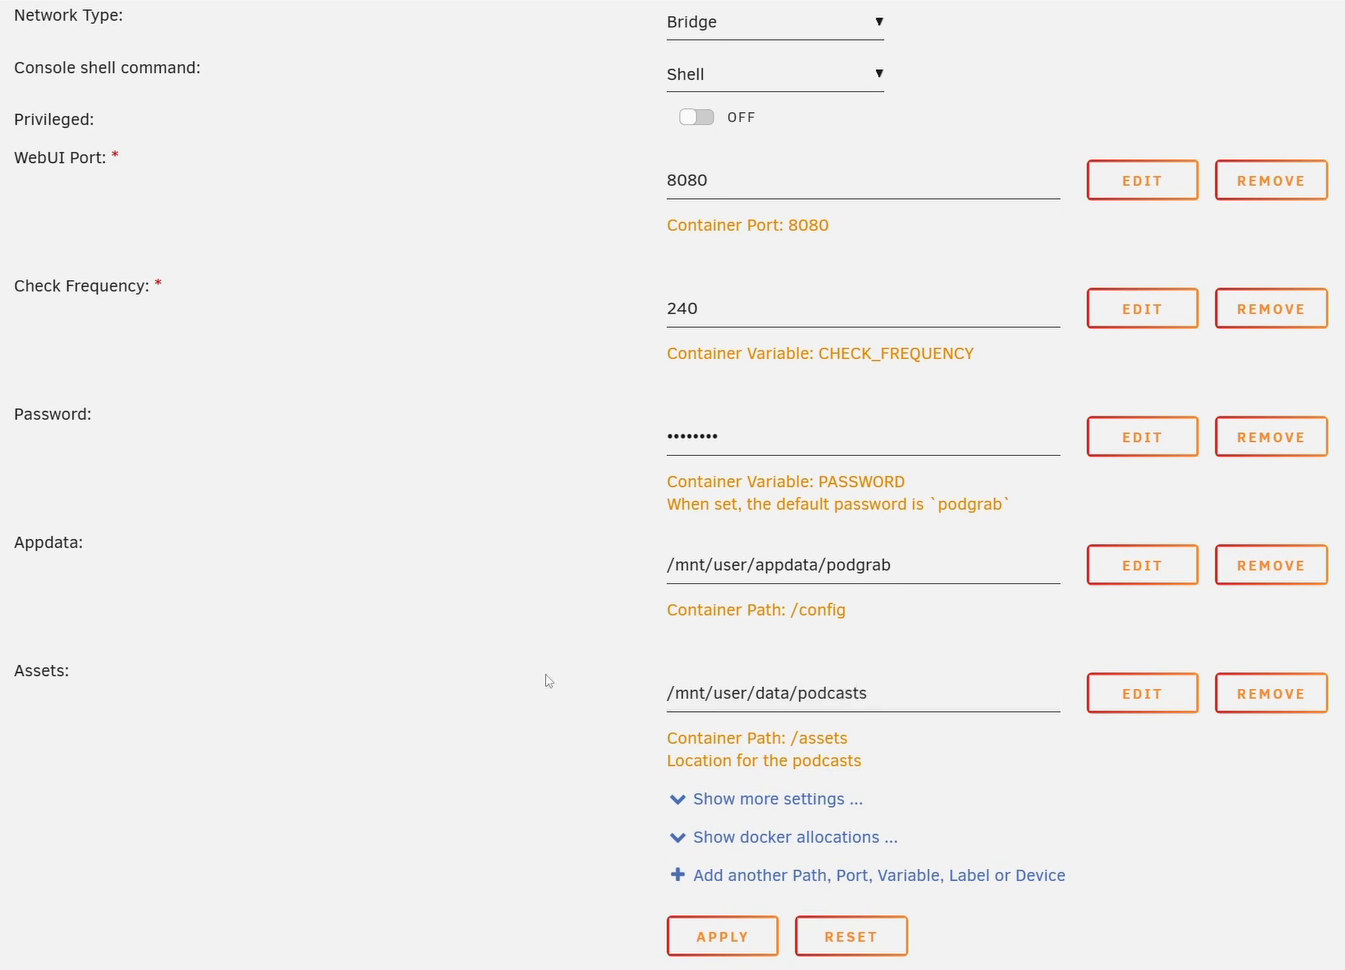 Network Type:
Bridge
Console shell command:
Shell
Privileged:
OFF
WebUI Port: *
8080
EDIT
REMOVE
Container Port: 8080
Check Frequency: *
240
EDIT
REMOVE
Container Variable: CHECK_FREQUENCY
Password:
••••••••
EDIT
REMOVE
Container Variable: PASSWORD
When set, the default password is `podgrab`
Appdata:
/mnt/user/appdata/podgrab
EDIT
REMOVE
Container Path: /config
Assets:
/mnt/user/data/podcasts
EDIT
REMOVE
Container Path: /assets
Location for the podcasts
Show more settings ...
Show docker allocations ...
Add another Path, Port, Variable, Label or Device
APPLY
RESET